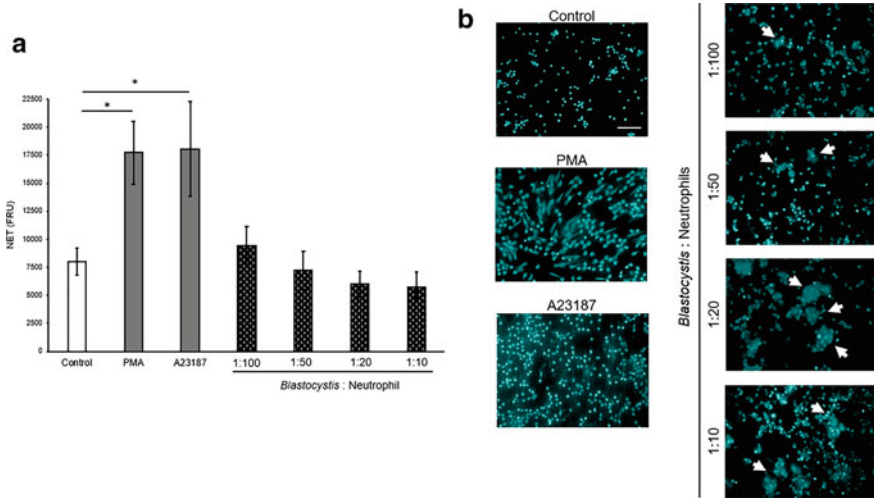 a
*
*
22500
20000
17500
15000
12500
10000
7500
5000
2500
0
NET (FRU)
Control PMA A23187 1:100 1:50 1:20 1:10
Blastocystis : Neutrophil
b
Control
PMA
A23187
Blastocystis : Neutrophils
1:100
1:50
1:20
1:10